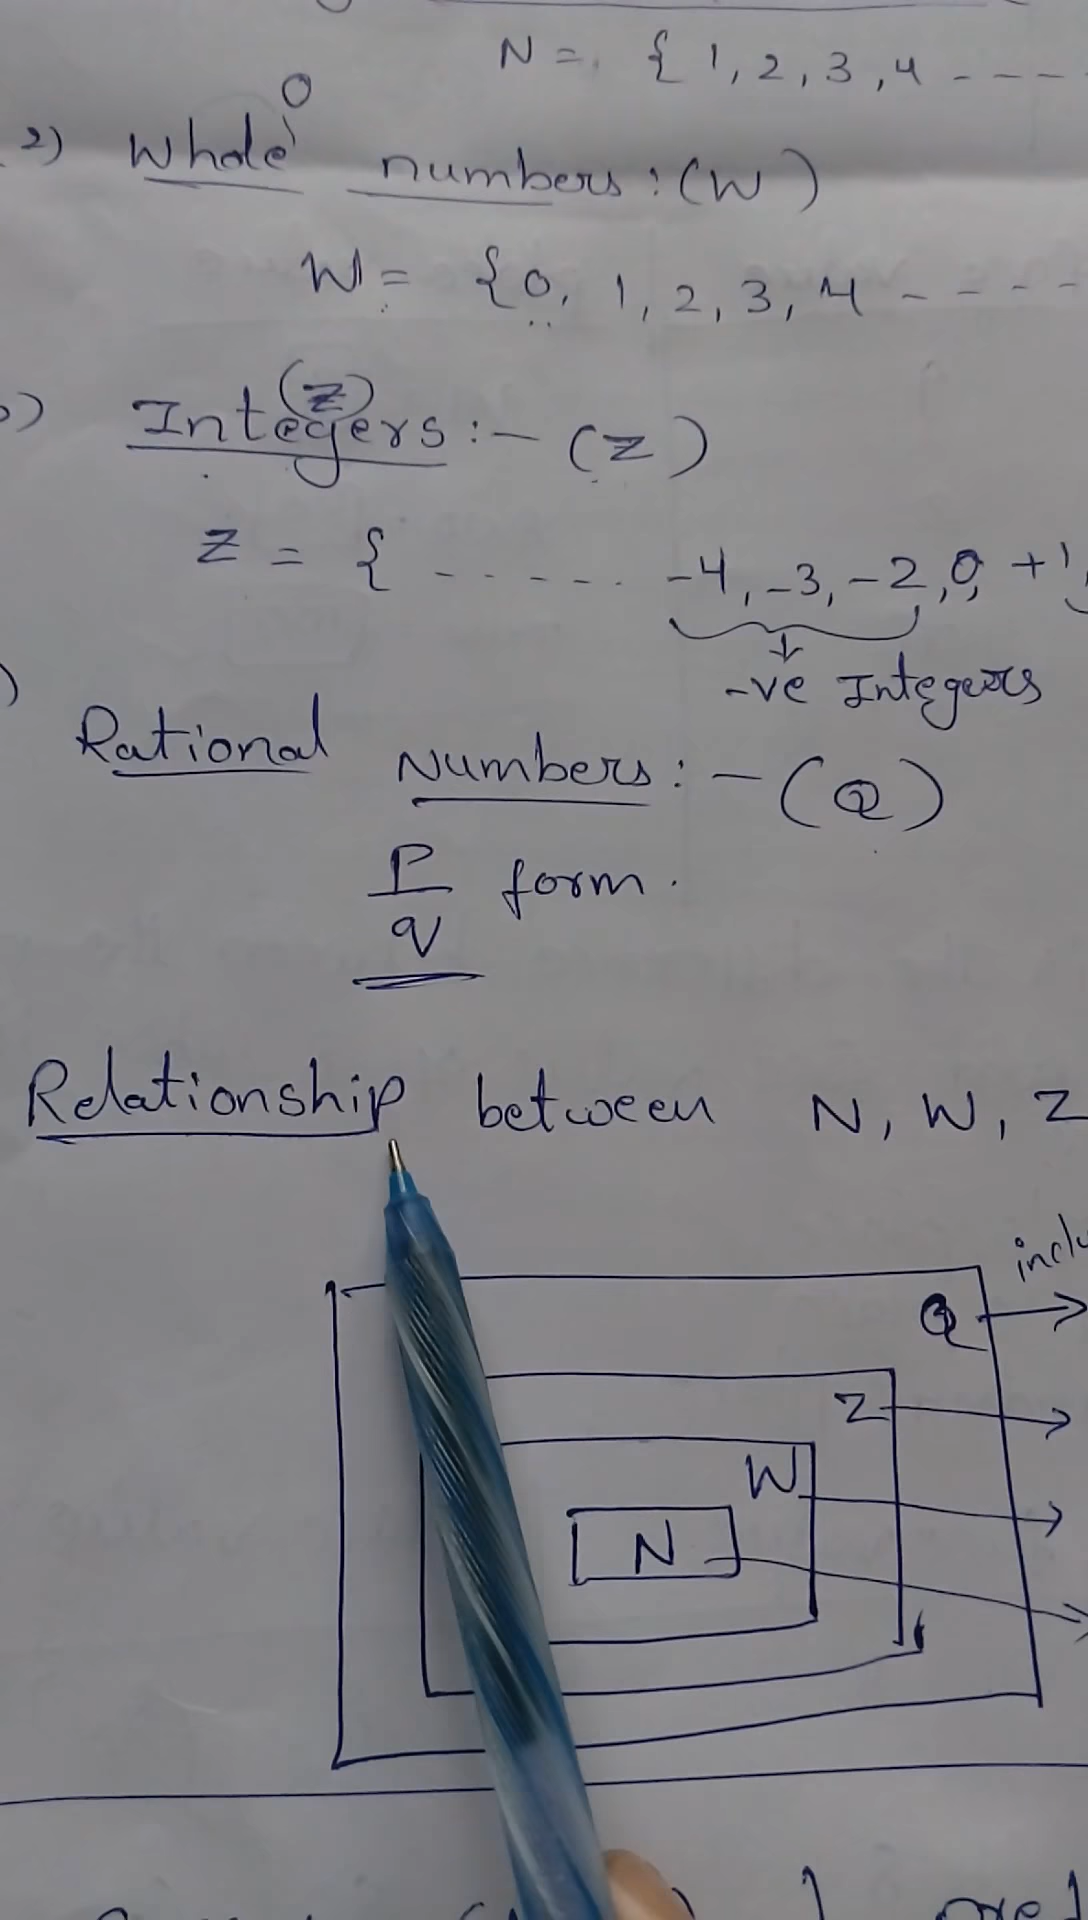 N = { 1, 2, 3, 4 - - - -
0
2) Whole numbers : (W)
W = { 0, 1, 2, 3, 4 - - - -
(Z)
Integers :- (Z)
Z = { - - - - - -4, -3, -2, 0, +1,
-ve Integers
Rational Numbers :- (Q)
P/q form.
Relationship between N, W, Z
Q
Z
W
N